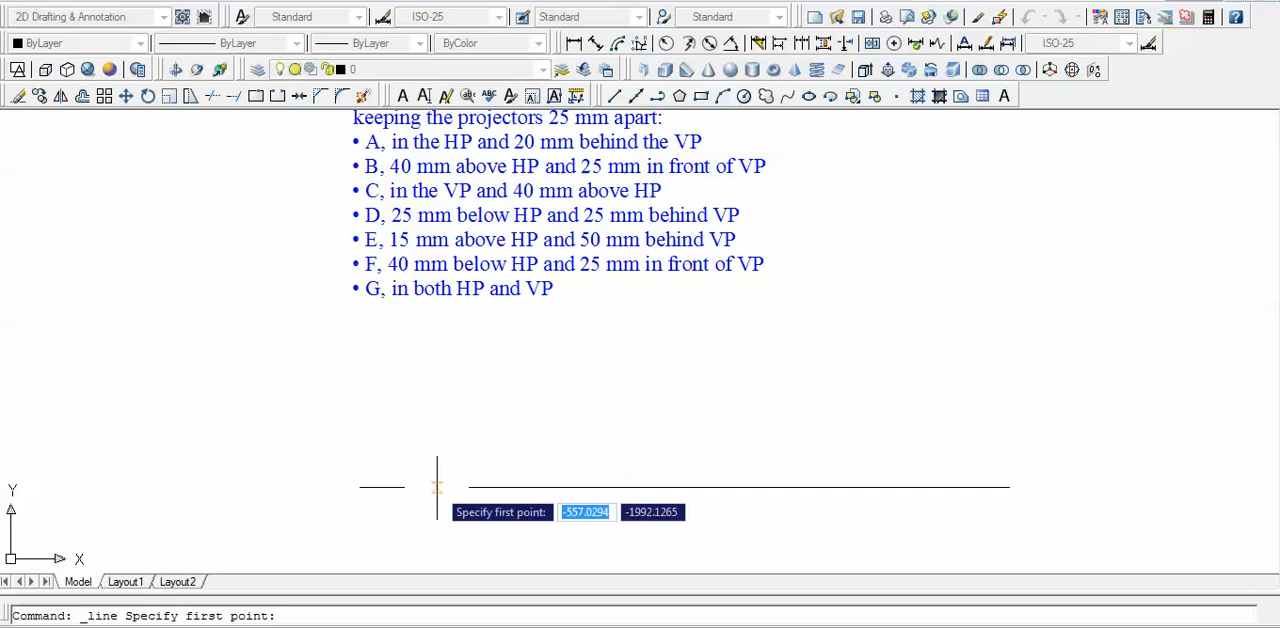 2D Drafting & Annotation Standard ISO-25 Standard Standard
ByLayer ByLayer ByLayer ByColor ISO-25
0
keeping the projectors 25 mm apart:
• A, in the HP and 20 mm behind the VP
• B, 40 mm above HP and 25 mm in front of VP
• C, in the VP and 40 mm above HP
• D, 25 mm below HP and 25 mm behind VP
• E, 15 mm above HP and 50 mm behind VP
• F, 40 mm below HP and 25 mm in front of VP
• G, in both HP and VP
Specify first point: -557.0294 -1992.1265
Y
X
Model Layout1 Layout2
Command: _line Specify first point: